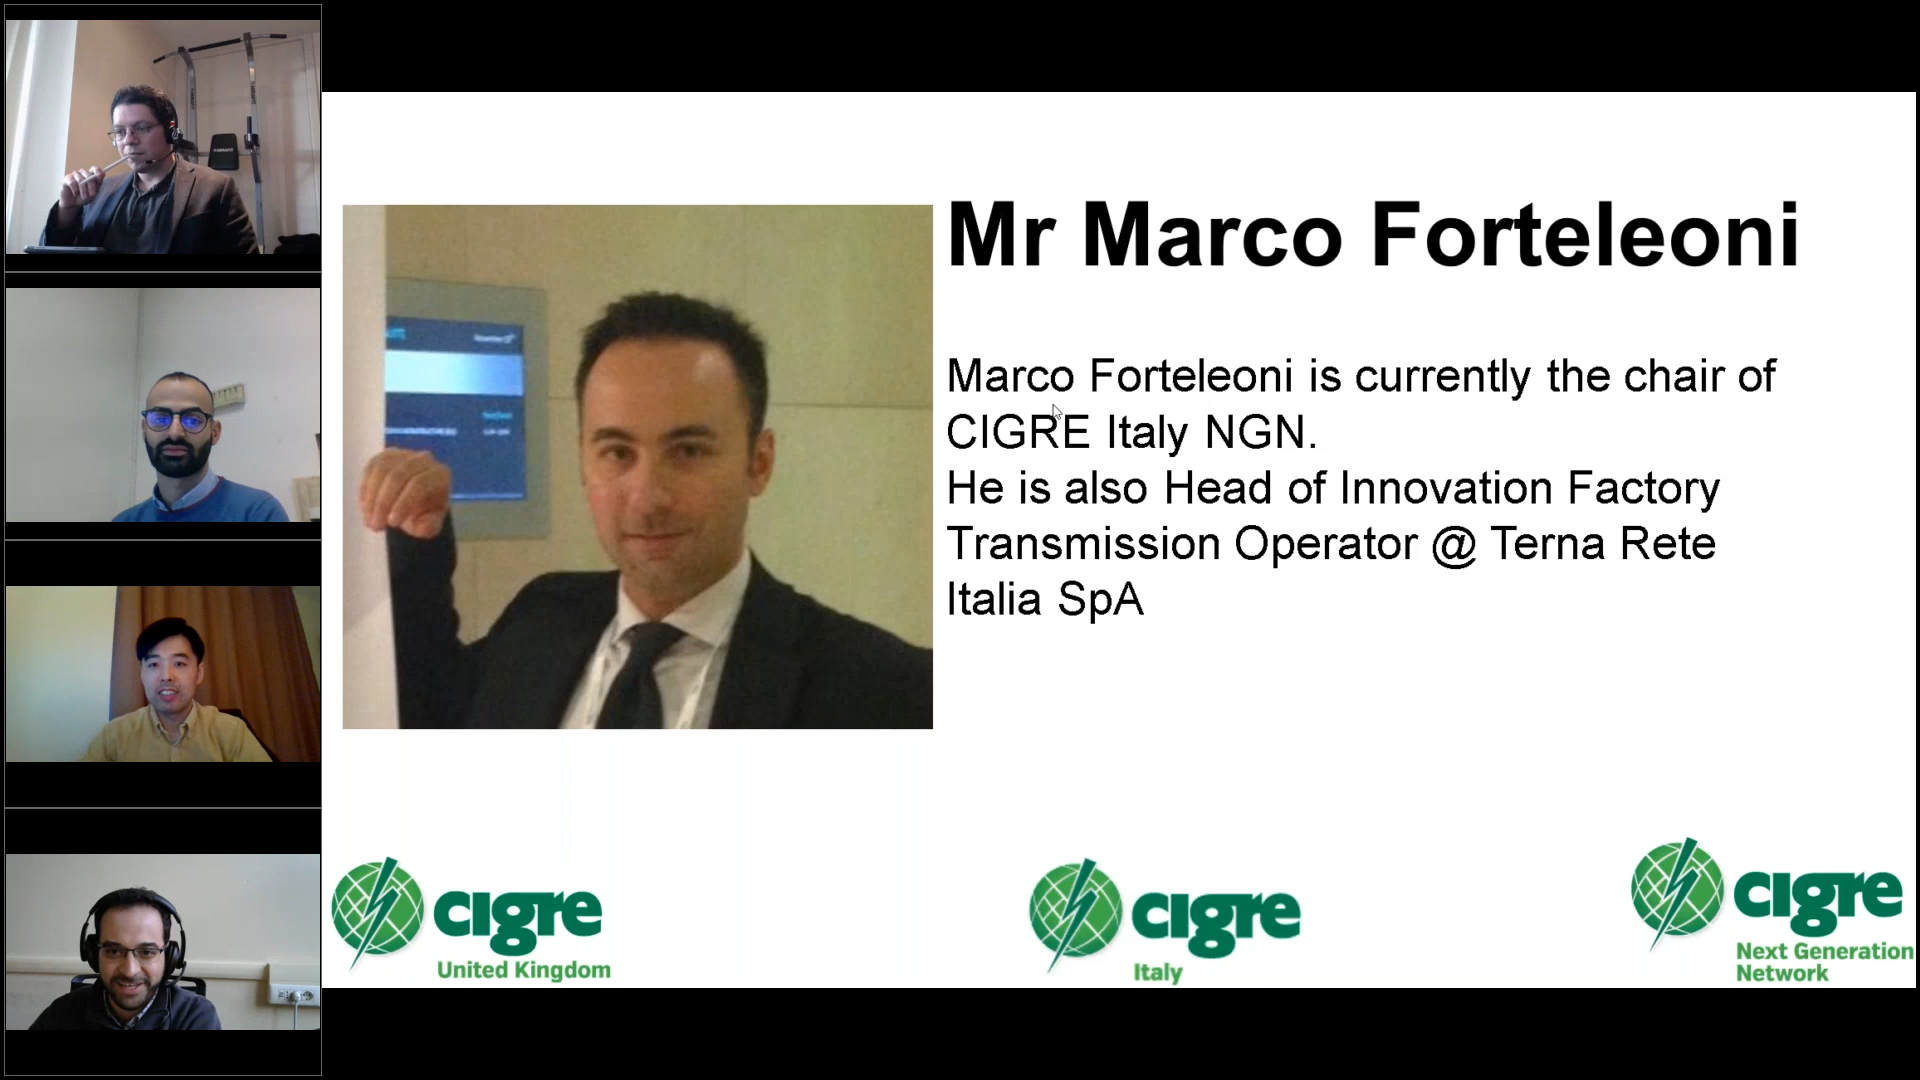 Mr Marco Forteleoni
Marco Forteleoni is currently the chair of
CIGRE Italy NGN.
He is also Head of Innovation Factory
Transmission Operator @ Terna Rete
Italia SpA
cigre
United Kingdom
cigre
Italy
cigre
Next Generation
Network